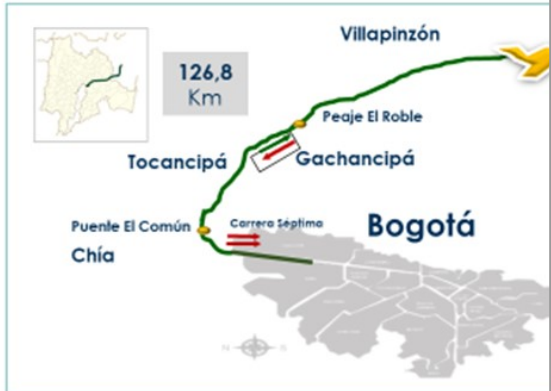 Villapinzón
126,8
Km
Peaje El Roble
Tocancipá
Gachancipá
Puente El Común
Carrera Séptima
Bogotá
Chía
N
S